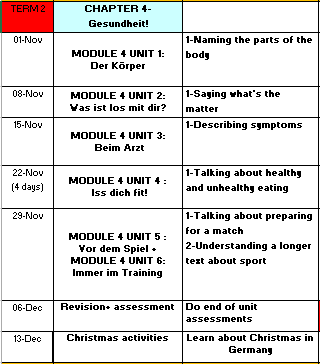 TERM 2
CHAPTER 4-
Gesundheit!
01-Nov
MODULE 4 UNIT 1:
Der Körper
1-Naming the parts of the
body
08-Nov
MODULE 4 UNIT 2:
Was ist los mit dir?
1-Saying what's the
matter
15-Nov
MODULE 4 UNIT 3:
Beim Arzt
1-Describing symptoms
22-Nov
(4 days)
MODULE 4 UNIT 4 :
Iss dich fit!
1-Talking about healthy
and unhealthy eating
29-Nov
MODULE 4 UNIT 5 :
Vor dem Spiel +
MODULE 4 UNIT 6:
Immer im Training
1-Talking about preparing
for a match
2-Understanding a longer
text about sport
06-Dec
Revision+ assessment
Do end of unit
assessments
13-Dec
Christmas activities
Learn about Christmas in
Germany